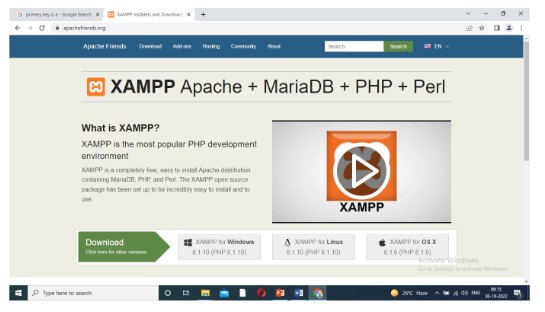 primary key is a - Google Search
XAMPP Installers and Download
apachefriends.org
Apache Friends Download Add-ons Hosting Community About Search Search EN
XAMPP Apache + MariaDB + PHP + Perl
What is XAMPP?
XAMPP is the most popular PHP development
environment
XAMPP is a completely free, easy to install Apache distribution
containing MariaDB, PHP, and Perl. The XAMPP open source
package has been set up to be incredibly easy to install and to
use.
XAMPP
Download
Click here for other versions
XAMPP for Windows
8.1.10 (PHP 8.1.10)
XAMPP for Linux
8.1.10 (PHP 8.1.10)
XAMPP for OS X
8.1.6 (PHP 8.1.6)
Activate Windows
Go to Settings to activate Windows.
Type here to search
26°C Haze
ENG